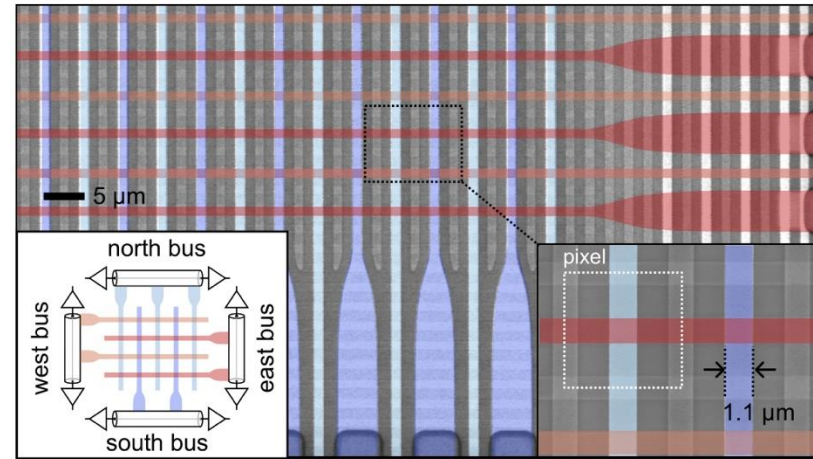 5 μm
north bus
west bus
east bus
south bus
pixel
1.1 μm